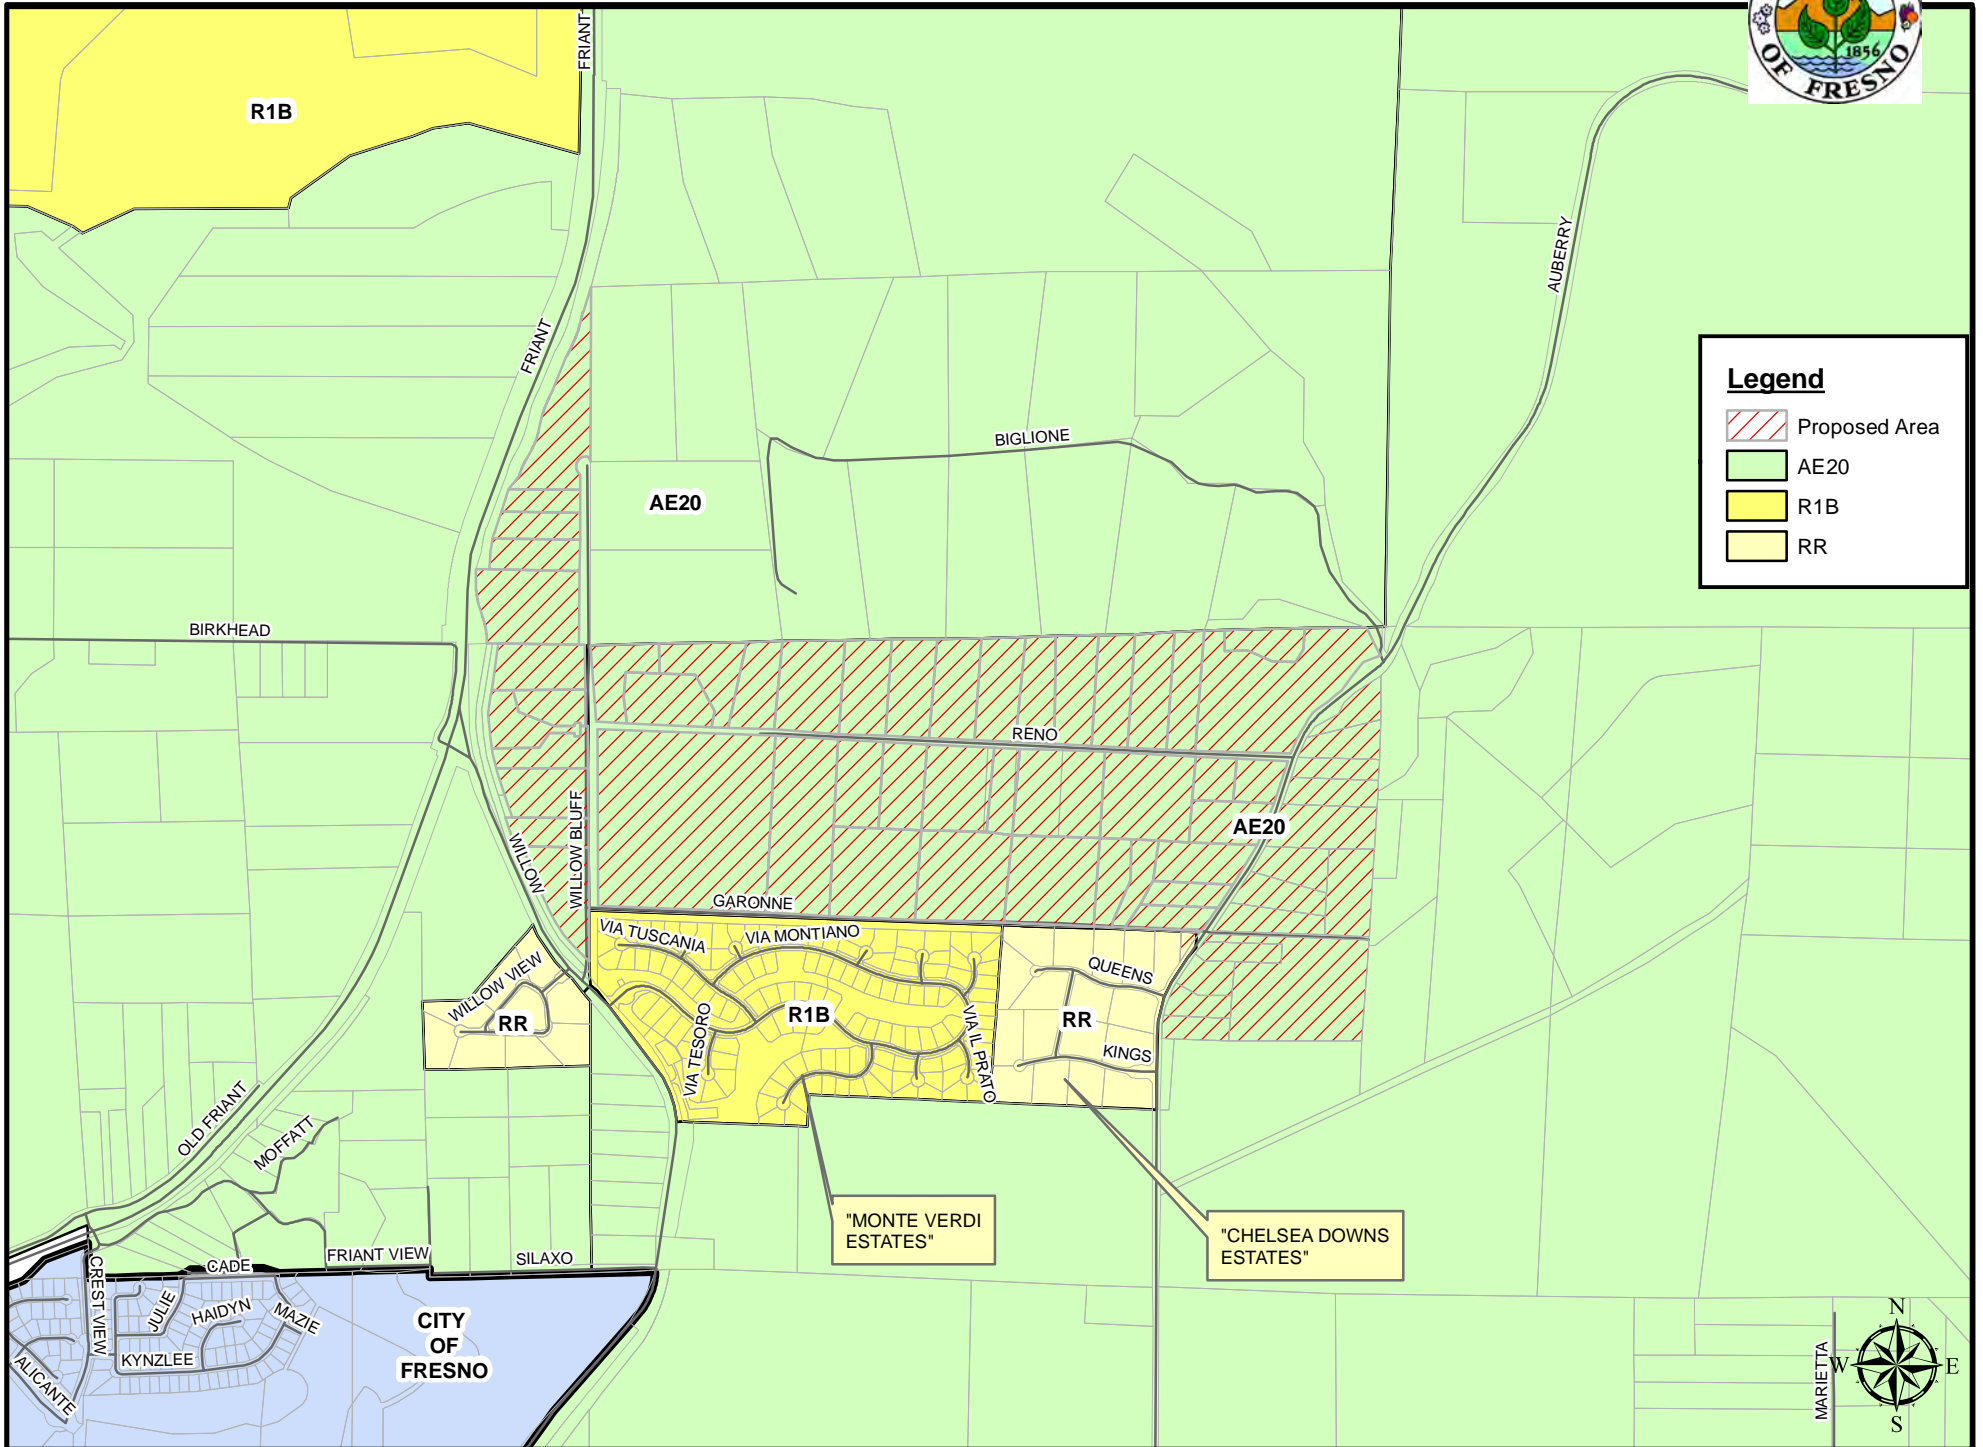 FRIANT
R1B
1856
OF FRESNO
AUBERRY
Legend
Proposed Area
AE20
R1B
RR
FRIANT
BIGLIONE
AE20
BIRKHEAD
RENO
WILLOW BLUFF
WILLOW
AE20
GARONNE
VIA TUSCANIA
VIA MONTIANO
WILLOW VIEW
QUEENS
RR
R1B
RR
VIA TESORO
VIA IL PRATO
KINGS
OLD FRIANT
MOFFATT
"MONTE VERDI
ESTATES"
"CHELSEA DOWNS
ESTATES"
FRIANT VIEW
SILAXO
CADE
CREST VIEW
JULIE
HAIDYN
MAZIE
KYNZLEE
ALICANTE
CITY
OF
FRESNO
MARIETTA
N
W
E
S